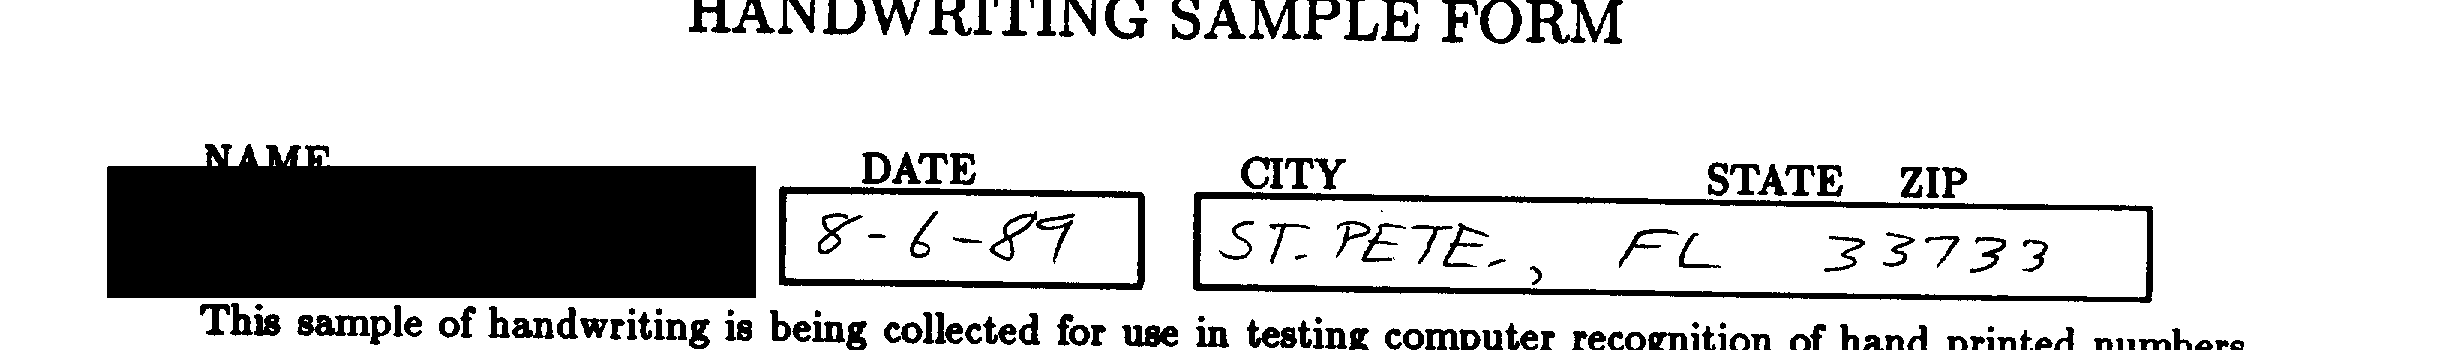 HANDWRITING SAMPLE FORM
NAME DATE CITY STATE ZIP
8-6-89 ST. PETE., FL 33733
This sample of handwriting is being collected for use in testing computer recognition of hand printed numbers